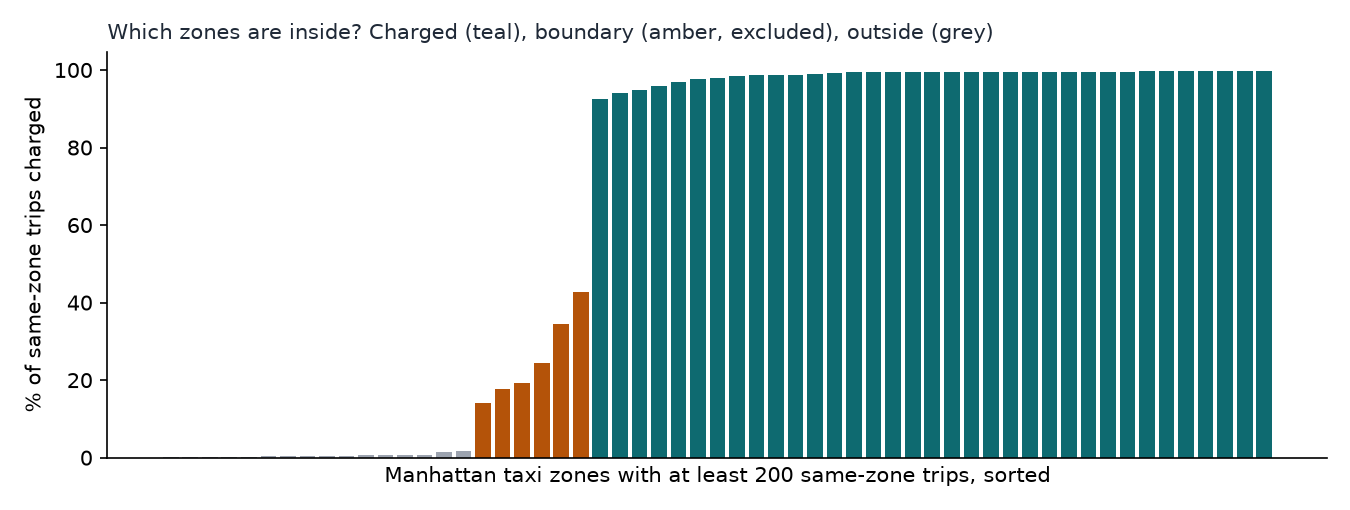 Which zones are inside? Charged (teal), boundary (amber, excluded), outside (grey)
% of same-zone trips charged
100
80
60
40
20
0
Manhattan taxi zones with at least 200 same-zone trips, sorted